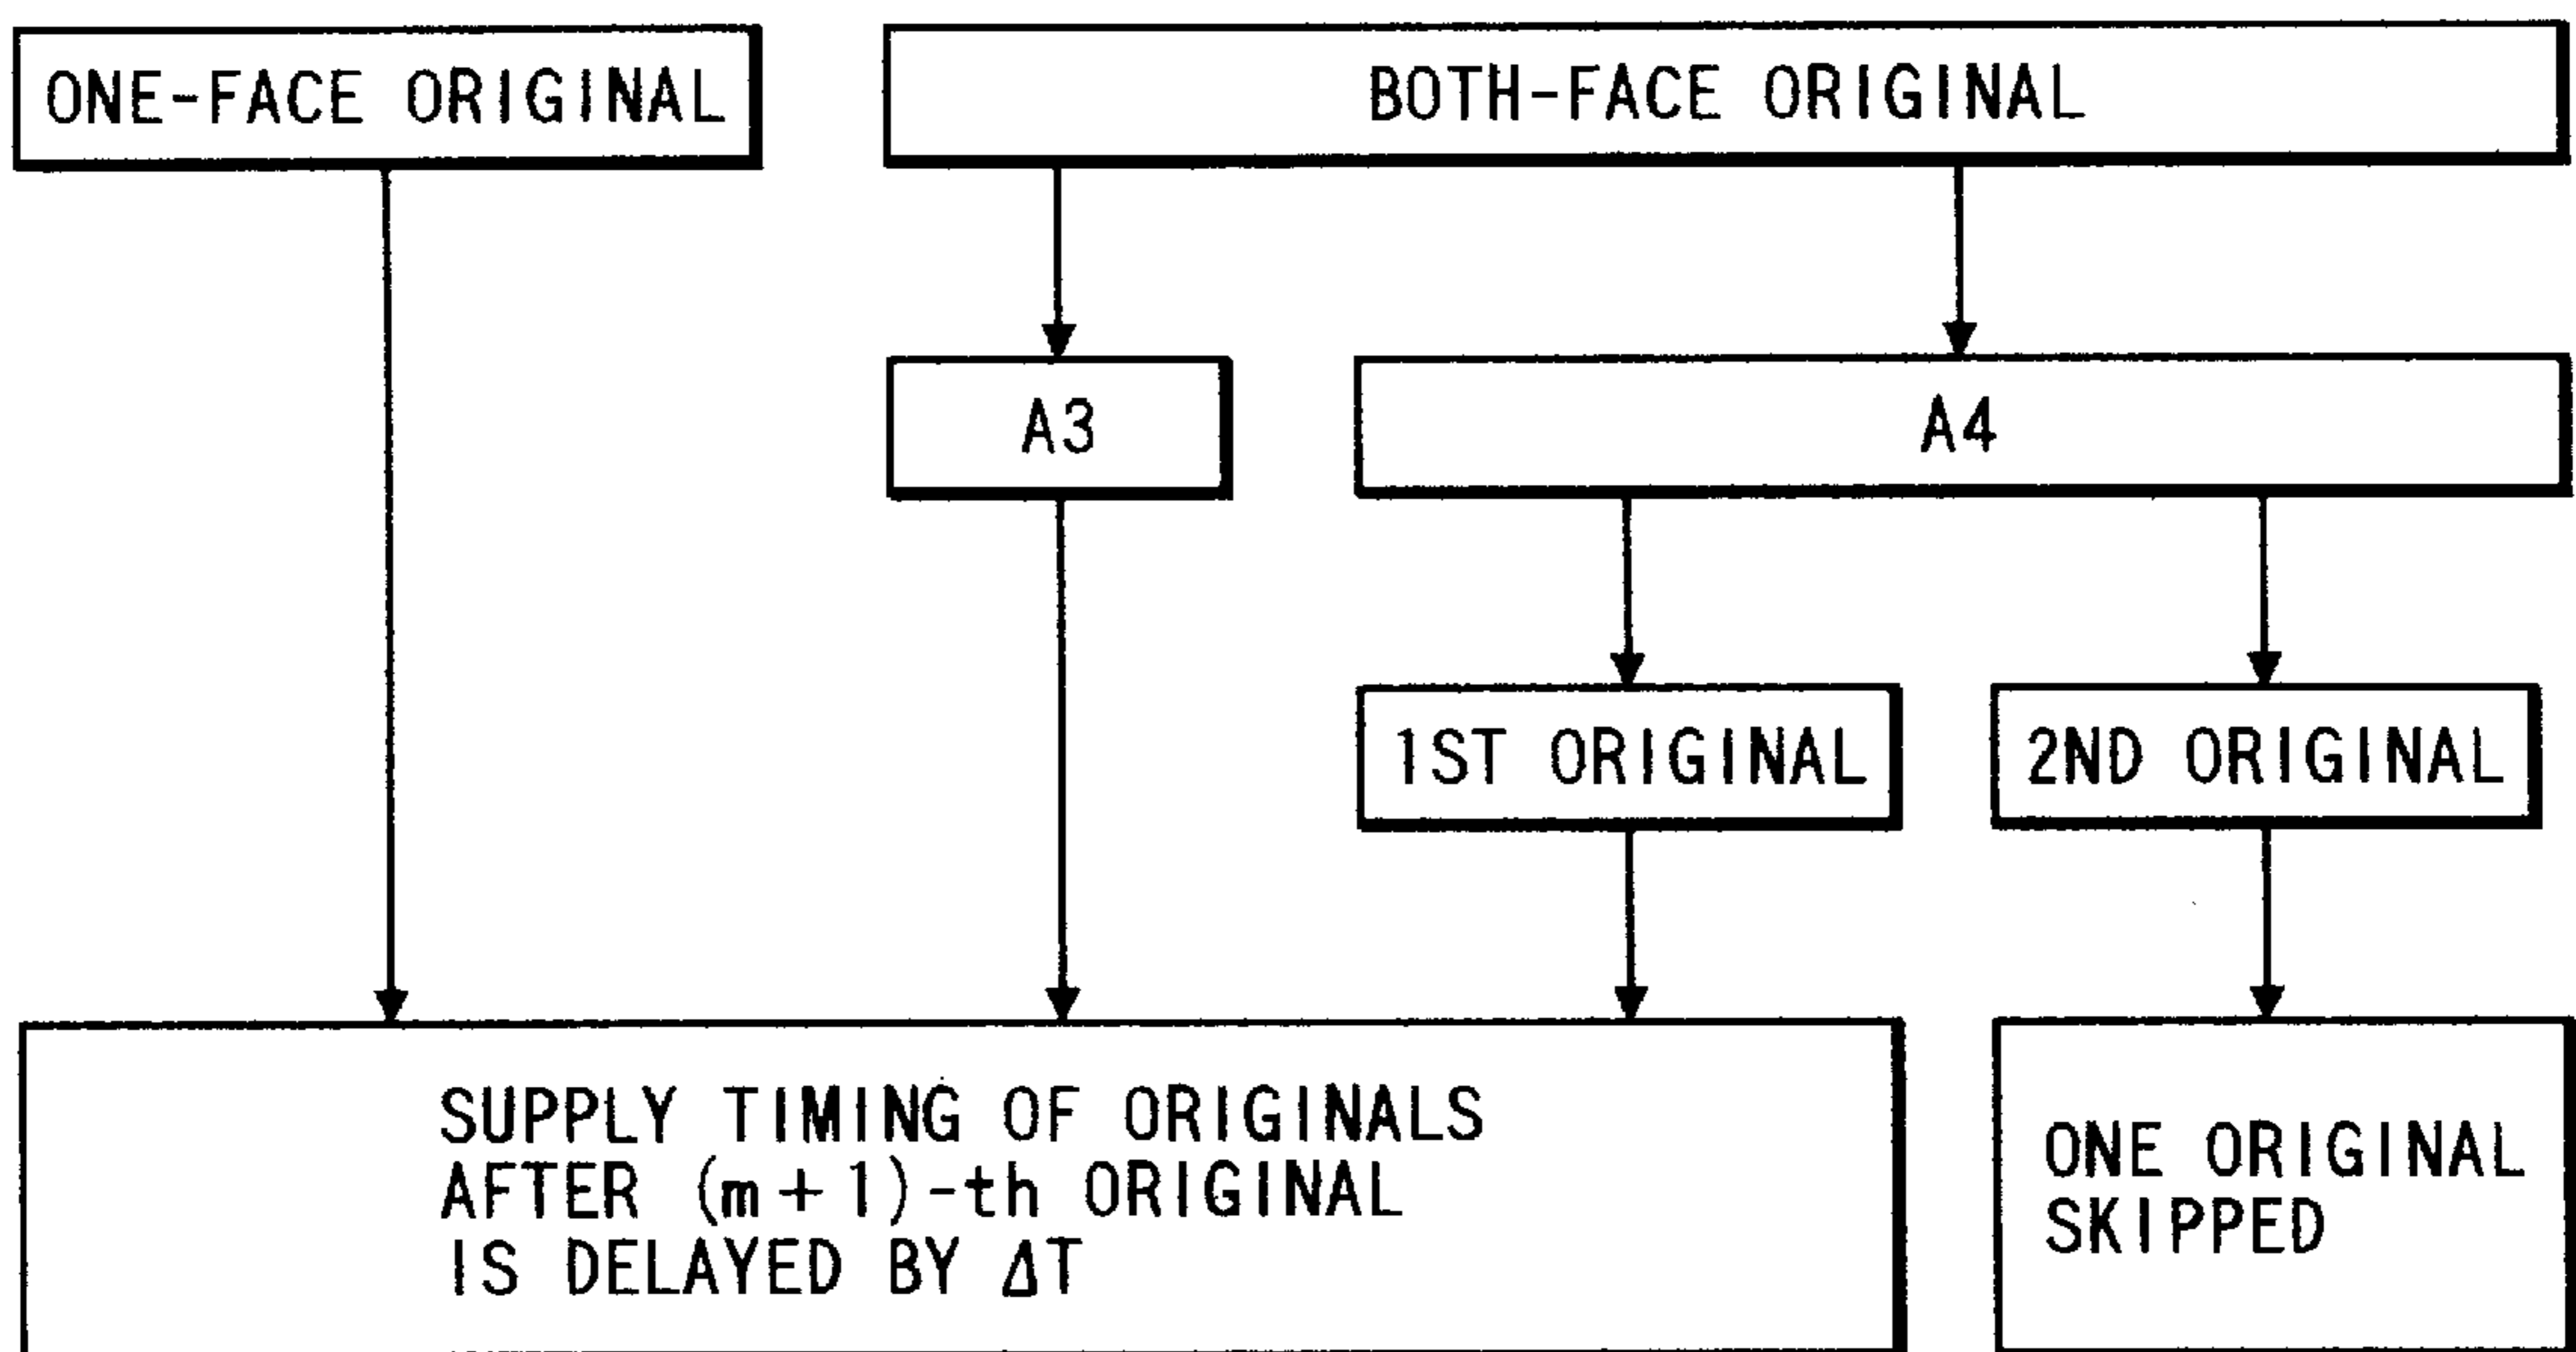 ONE-FACE ORIGINAL
BOTH-FACE ORIGINAL
A3
A4
1ST ORIGINAL
2ND ORIGINAL
SUPPLY TIMING OF ORIGINALS
AFTER (m+1)-th ORIGINAL
IS DELAYED BY ΔT
ONE ORIGINAL
SKIPPED